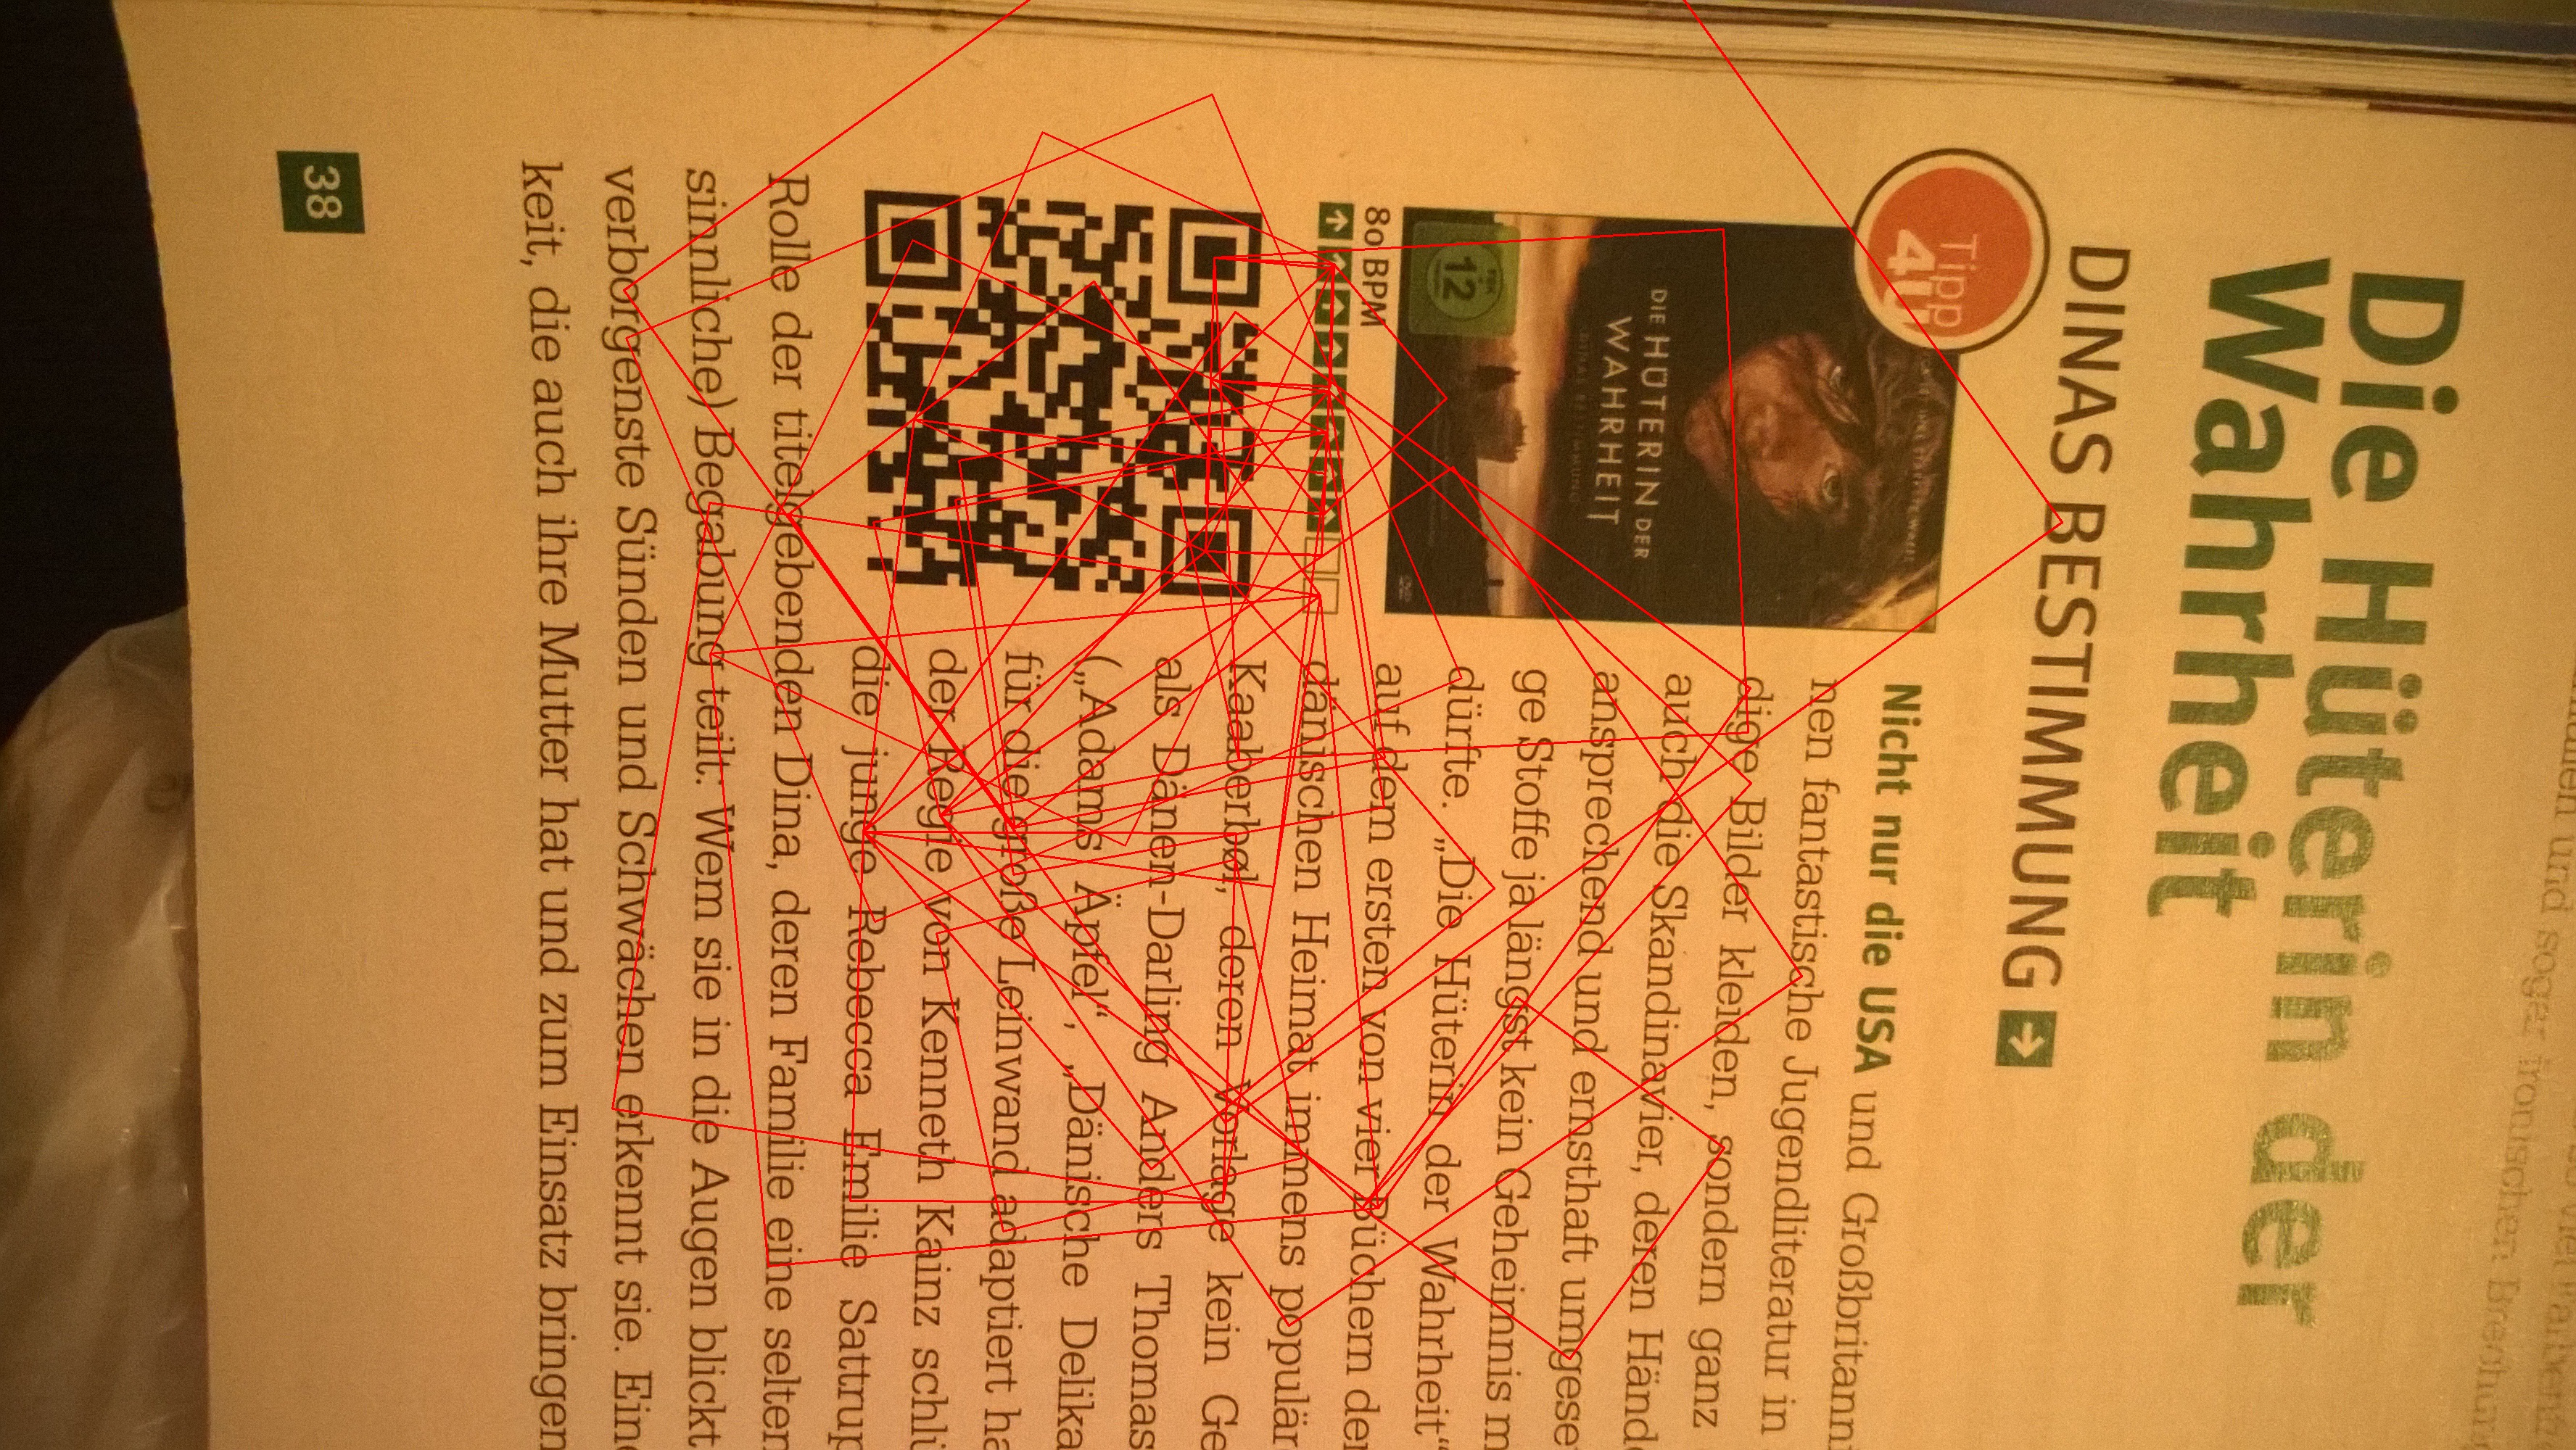 Die Hüterin der
Wahrheit
DINAS BESTIMMUNG
Tipp
4U
DIE HÜTERIN DER
WAHRHEIT
12
80 BPM
Nicht nur die USA und Großbritanni
nen fantastische Jugendliteratur in
dige Bilder kleiden, sondern ganz
auch die Skandinavier, deren Hände
ansprechend und ernsthaft umgese
ge Stoffe ja längst kein Geheimnis m
dürfte. „Die Hüterin der Wahrheit“
auf dem ersten von vier Büchern der
dänischen Heimat immens populär
Kaaberbøl, deren Vorlage kein Ge
als Dänen-Darling Anders Thomas
(„Adams Äpfel“, „Dänische Delika
für die große Leinwand adaptiert ha
der Regie von Kenneth Kainz schlü
die junge Rebecca Emilie Sattrup
Rolle der titelgebenden Dina, deren Familie eine selten
sinnliche) Begabung teilt: Wem sie in die Augen blickt
verborgenste Sünden und Schwächen erkennt sie. Eine
keit, die auch ihre Mutter hat und zum Einsatz bringen
38